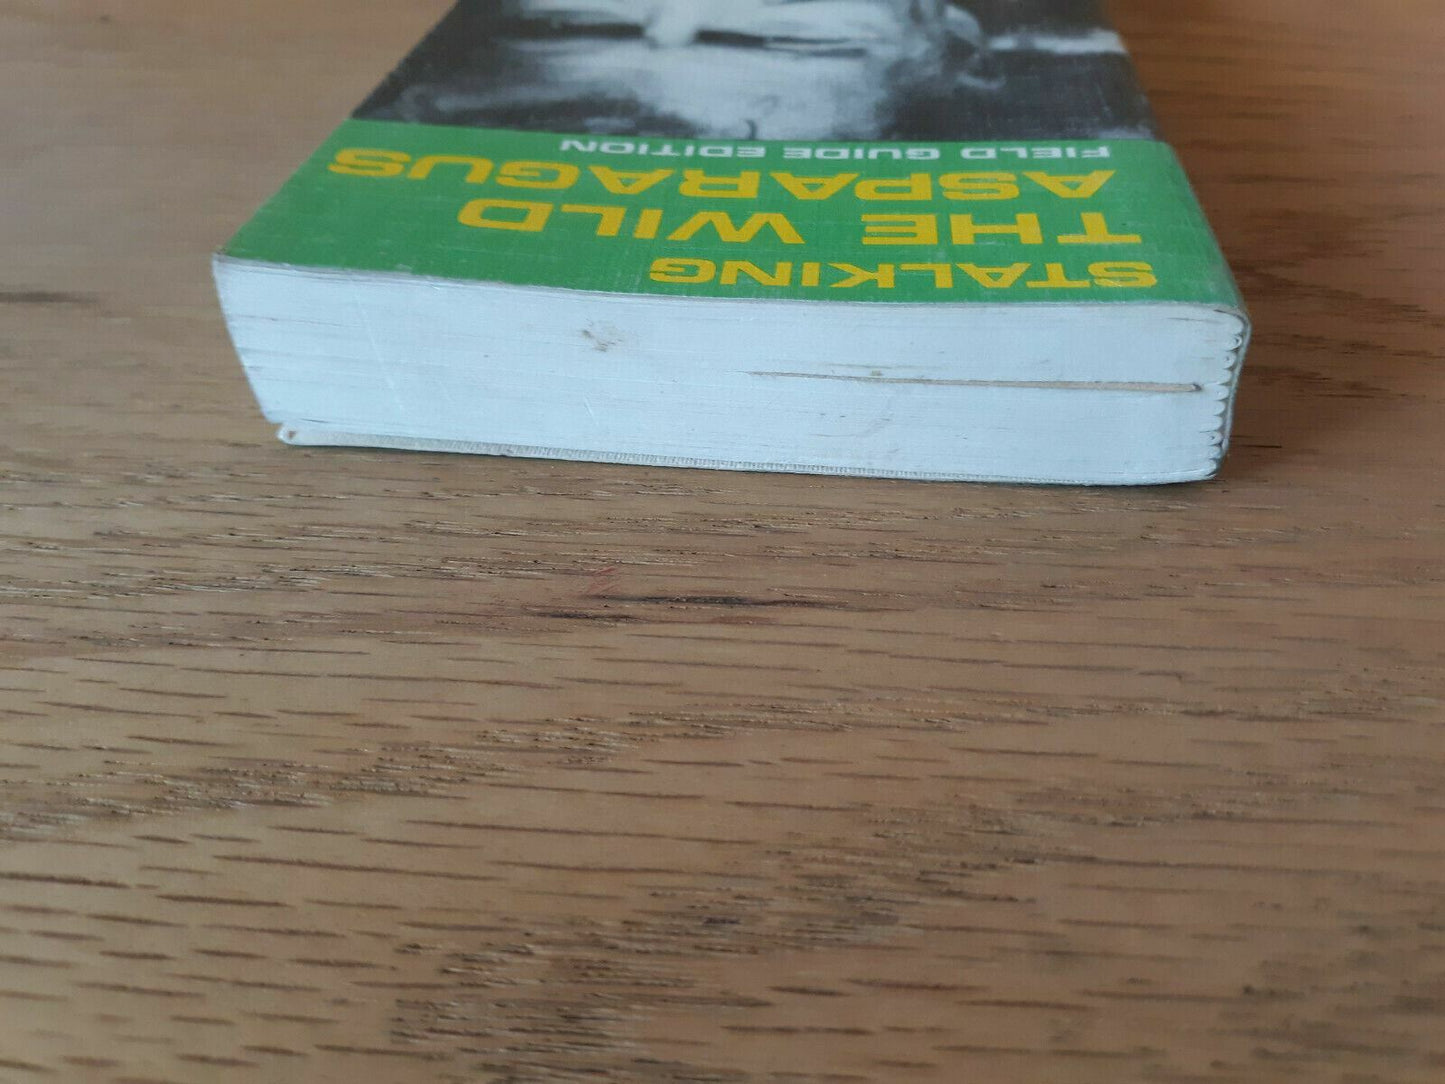 STALKING
THE WILD
ASPARAGUS
FIELD GUIDE EDITION